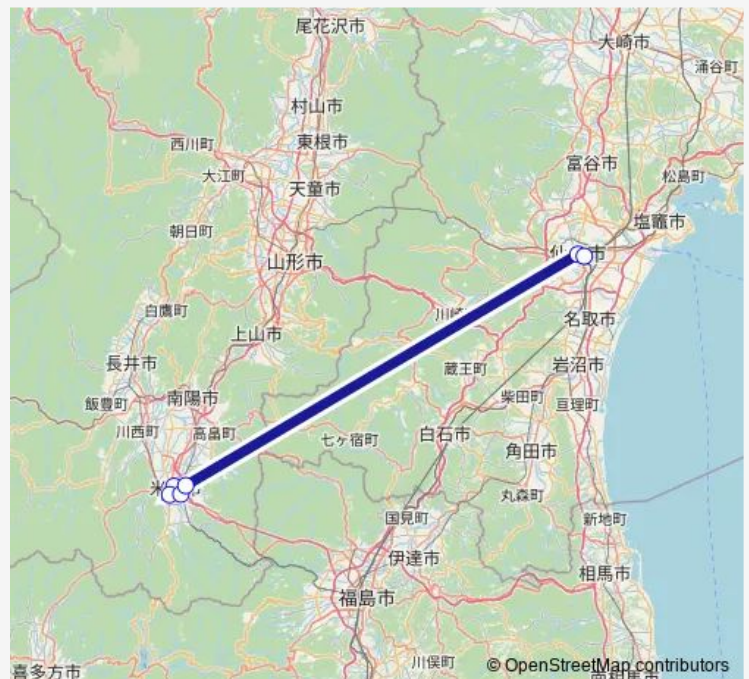 尾花沢市
大崎市
涌谷町
村山市
東根市
西川町
富谷市
大江町
天童市
松島町
朝日町
塩竈市
山形市
白鷹町
名取市
上山市
長井市
岩沼市
蔵王町
南陽市
柴田町
亘理町
飯豊町
川西町
高畠町
七ヶ宿町
白石市
角田市
丸森町
国見町
新地町
伊達市
相馬市
福島市
川俣町
喜多方市
© OpenStreetMap contributors